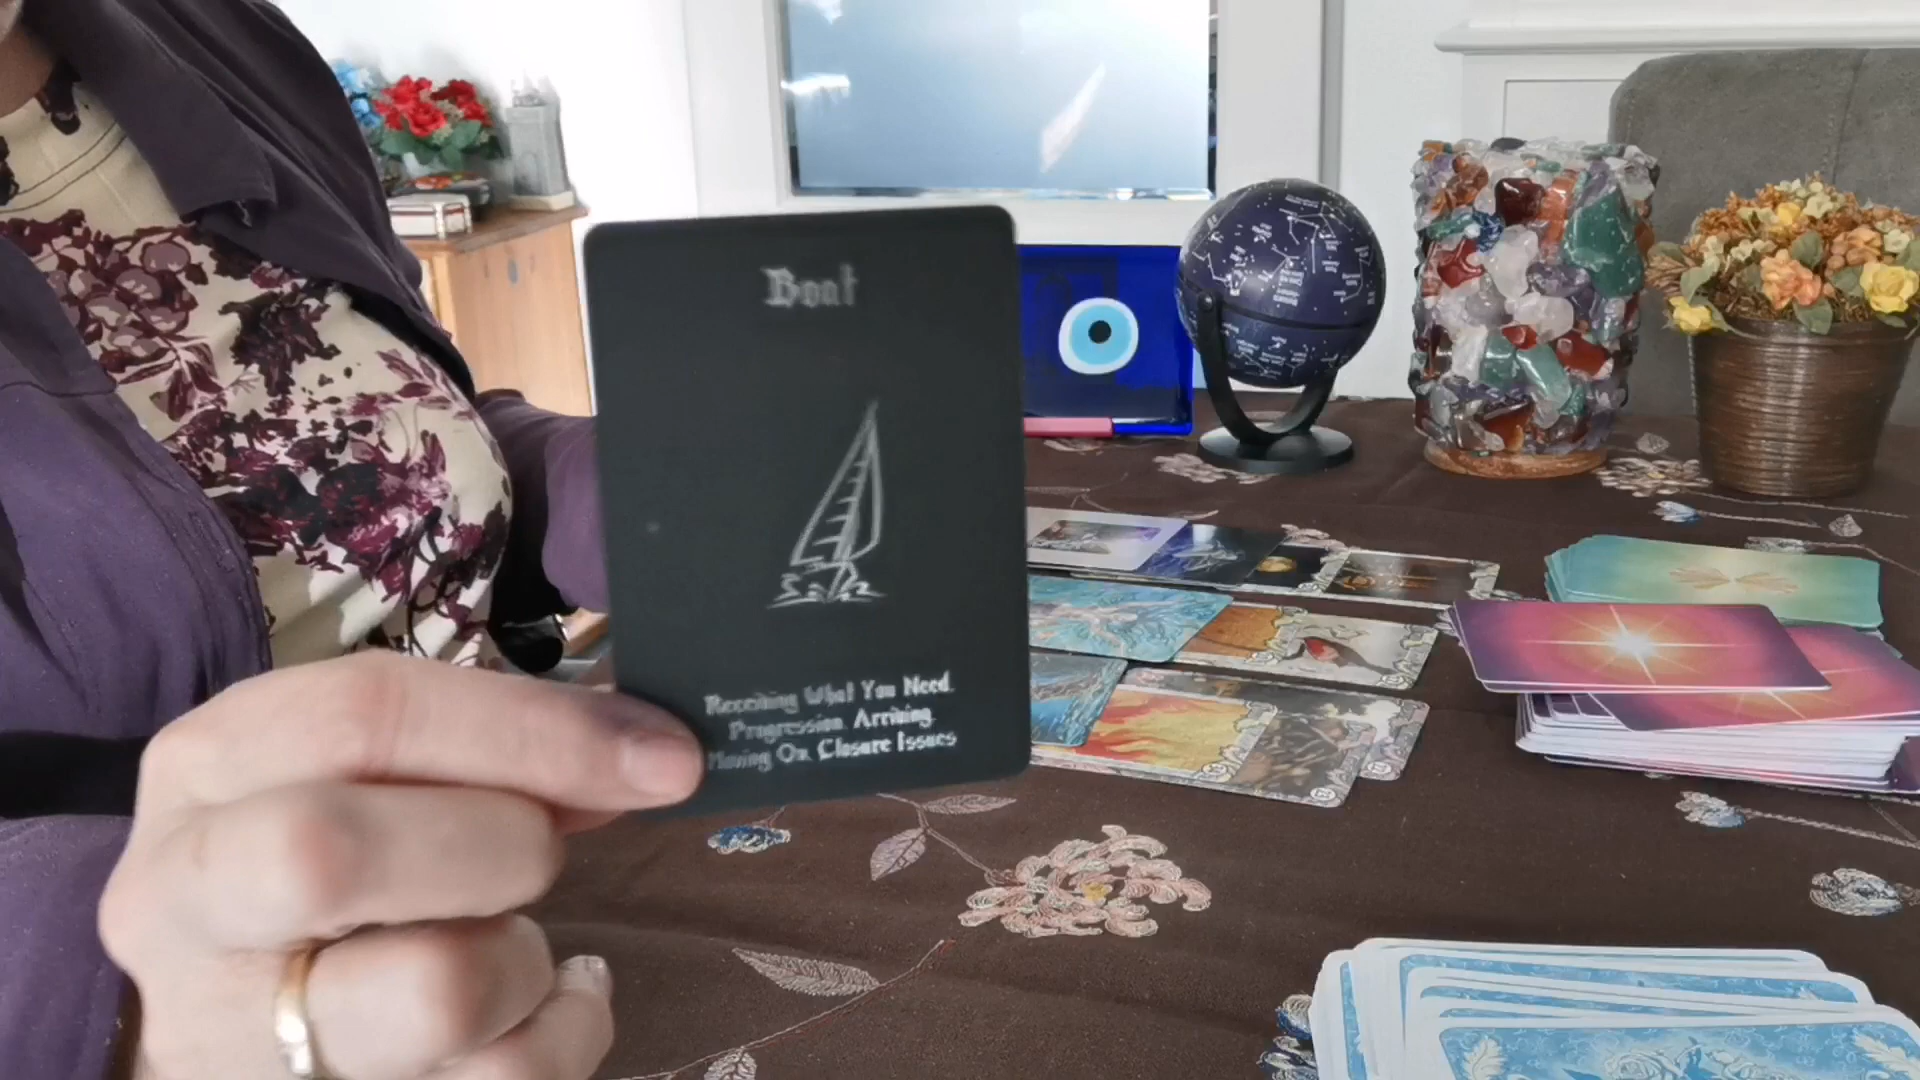 Boat
Receiving What You Need.
Progression. Arriving.
Moving On. Closure Issues